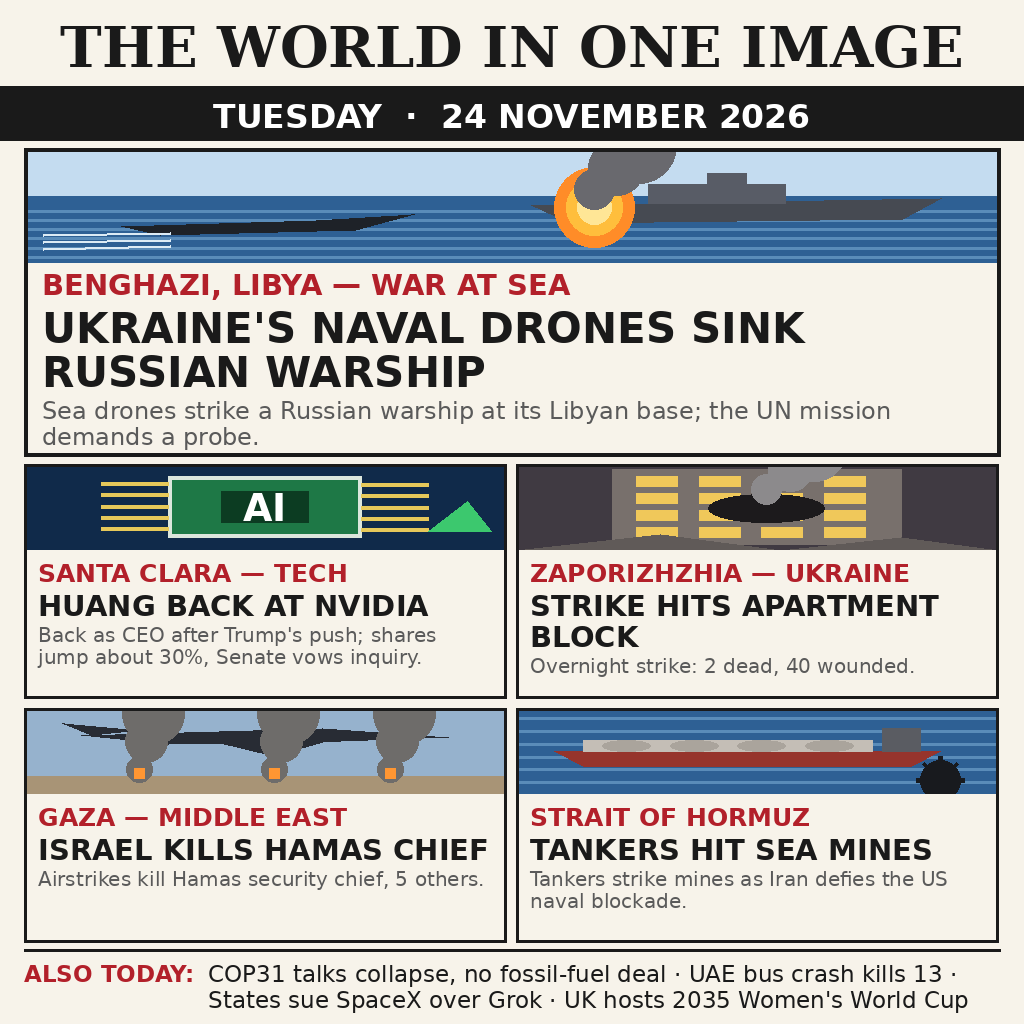 THE WORLD IN ONE IMAGE
TUESDAY · 24 NOVEMBER 2026
BENGHAZI, LIBYA — WAR AT SEA
UKRAINE'S NAVAL DRONES SINK
RUSSIAN WARSHIP
Sea drones strike a Russian warship at its Libyan base; the UN mission
demands a probe.
AI
SANTA CLARA — TECH
HUANG BACK AT NVIDIA
Back as CEO after Trump's push; shares
jump about 30%, Senate vows inquiry.
ZAPORIZHZHIA — UKRAINE
STRIKE HITS APARTMENT
BLOCK
Overnight strike: 2 dead, 40 wounded.
GAZA — MIDDLE EAST
ISRAEL KILLS HAMAS CHIEF
Airstrikes kill Hamas security chief, 5 others.
STRAIT OF HORMUZ
TANKERS HIT SEA MINES
Tankers strike mines as Iran defies the US
naval blockade.
ALSO TODAY: COP31 talks collapse, no fossil-fuel deal · UAE bus crash kills 13 ·
States sue SpaceX over Grok · UK hosts 2035 Women's World Cup